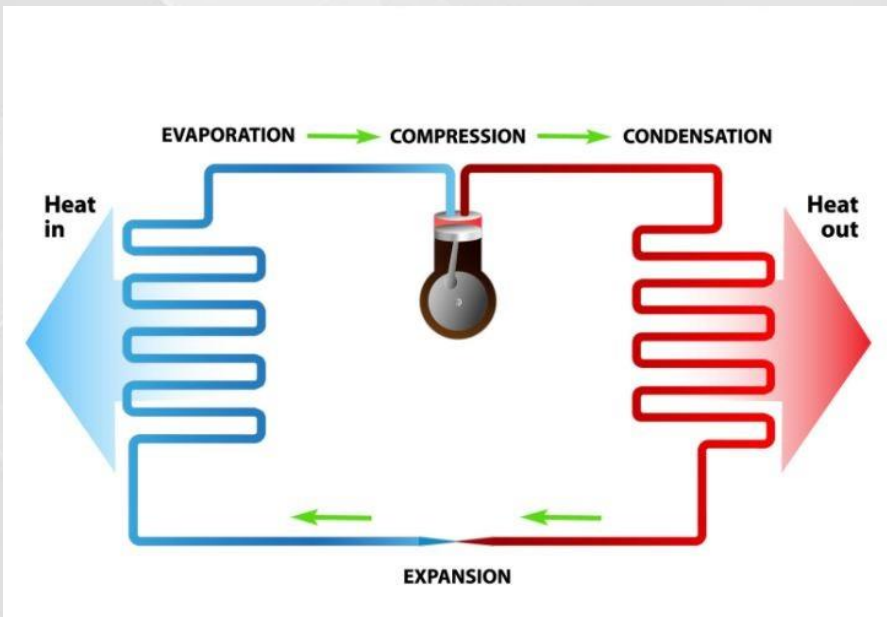 EVAPORATION
COMPRESSION
CONDENSATION
Heat
in
Heat
out
EXPANSION